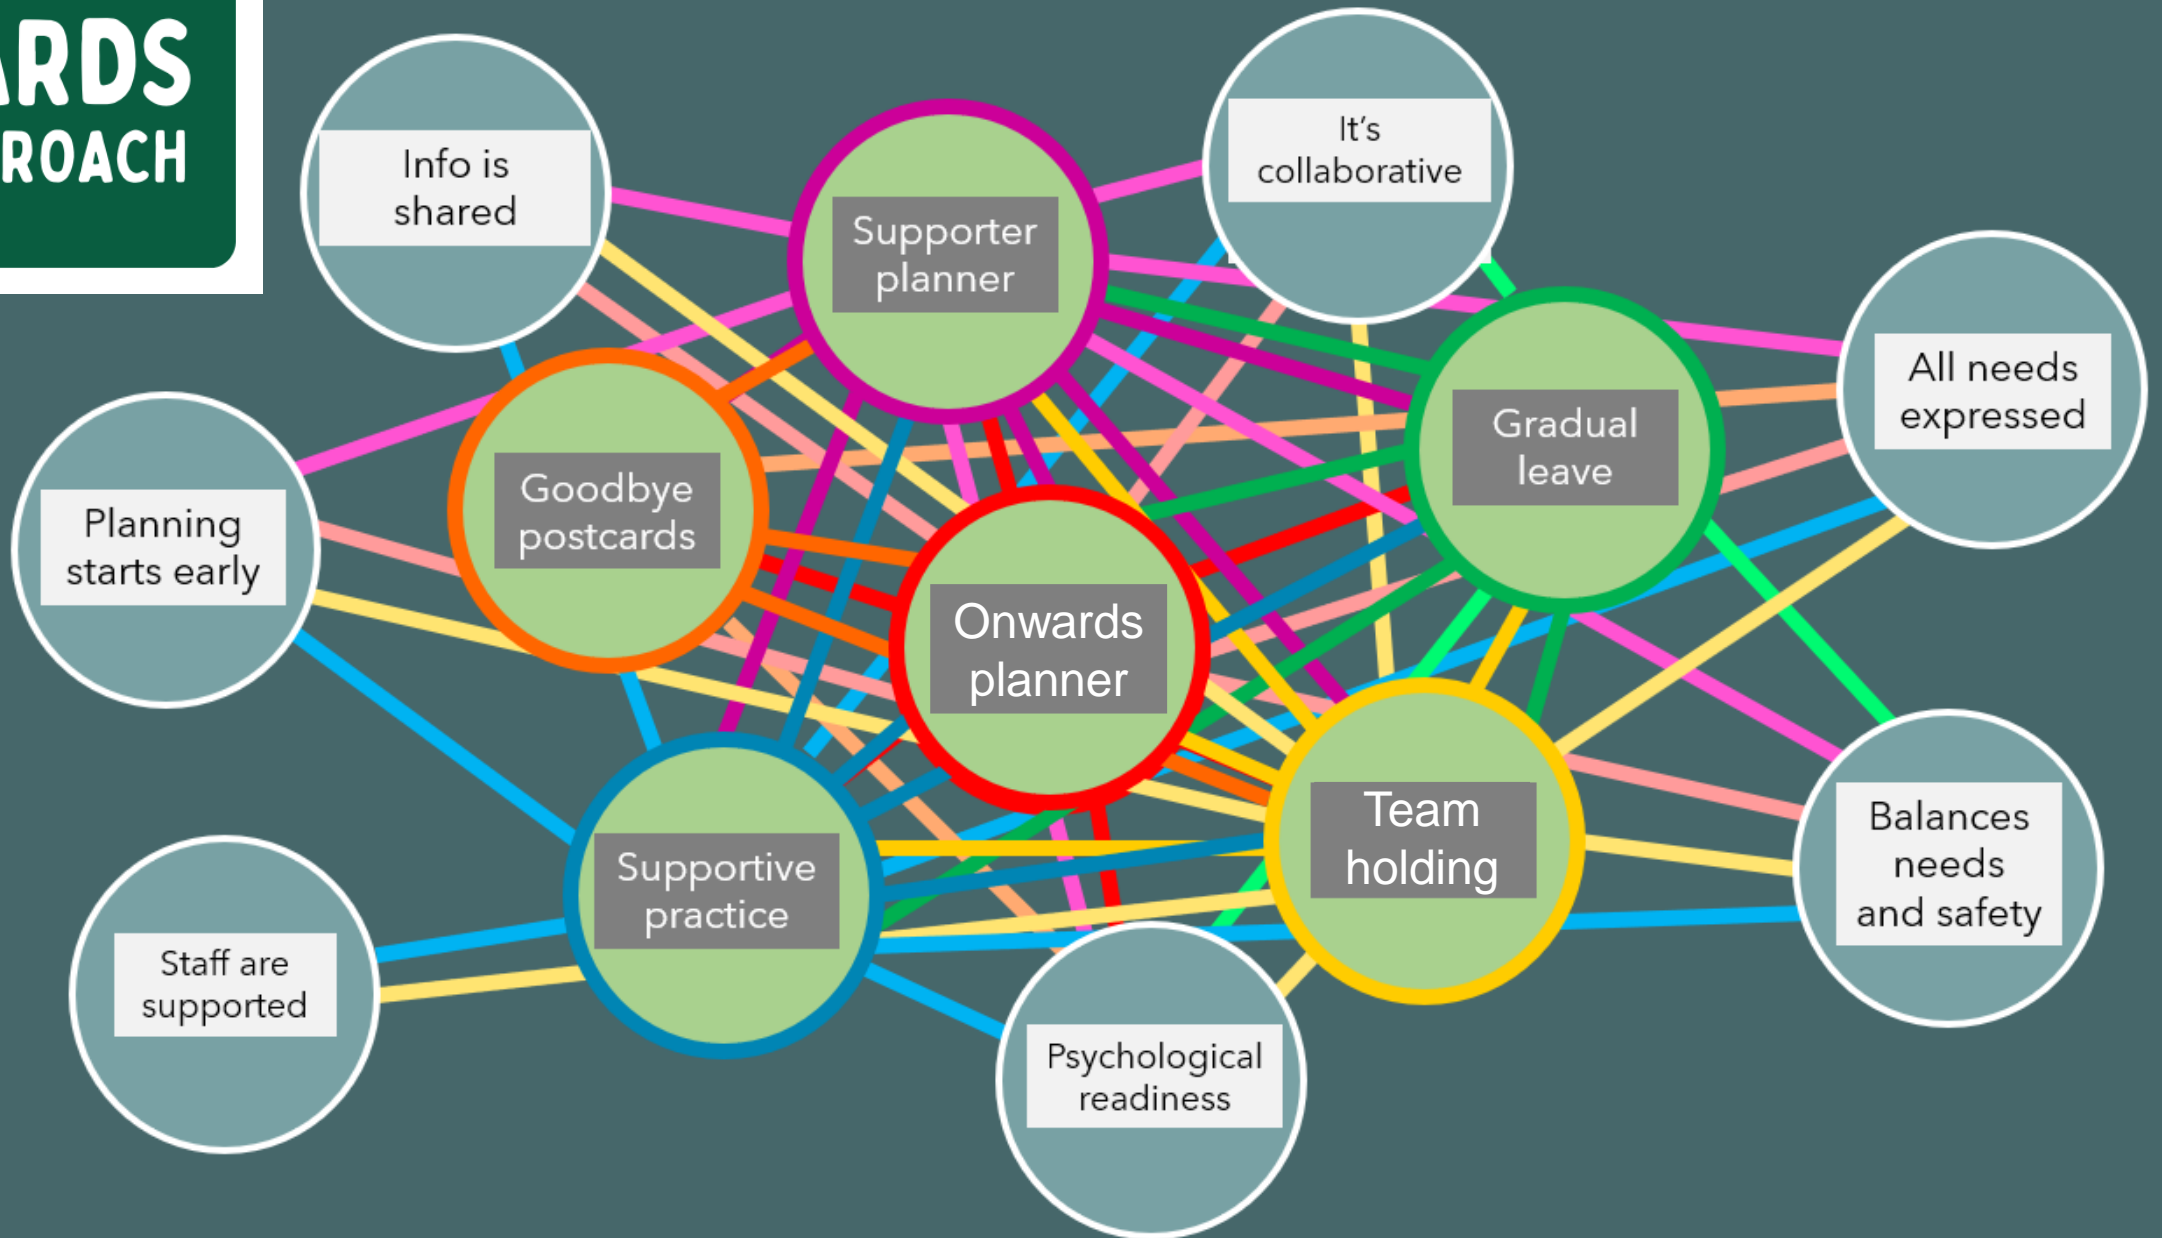 ARDS
ROACH
Info is
shared
It's
collaborative
Supporter
planner
All needs
expressed
Gradual
leave
Goodbye
postcards
Planning
starts early
Onwards
planner
Team
holding
Balances
needs
and safety
Supportive
practice
Staff are
supported
Psychological
readiness